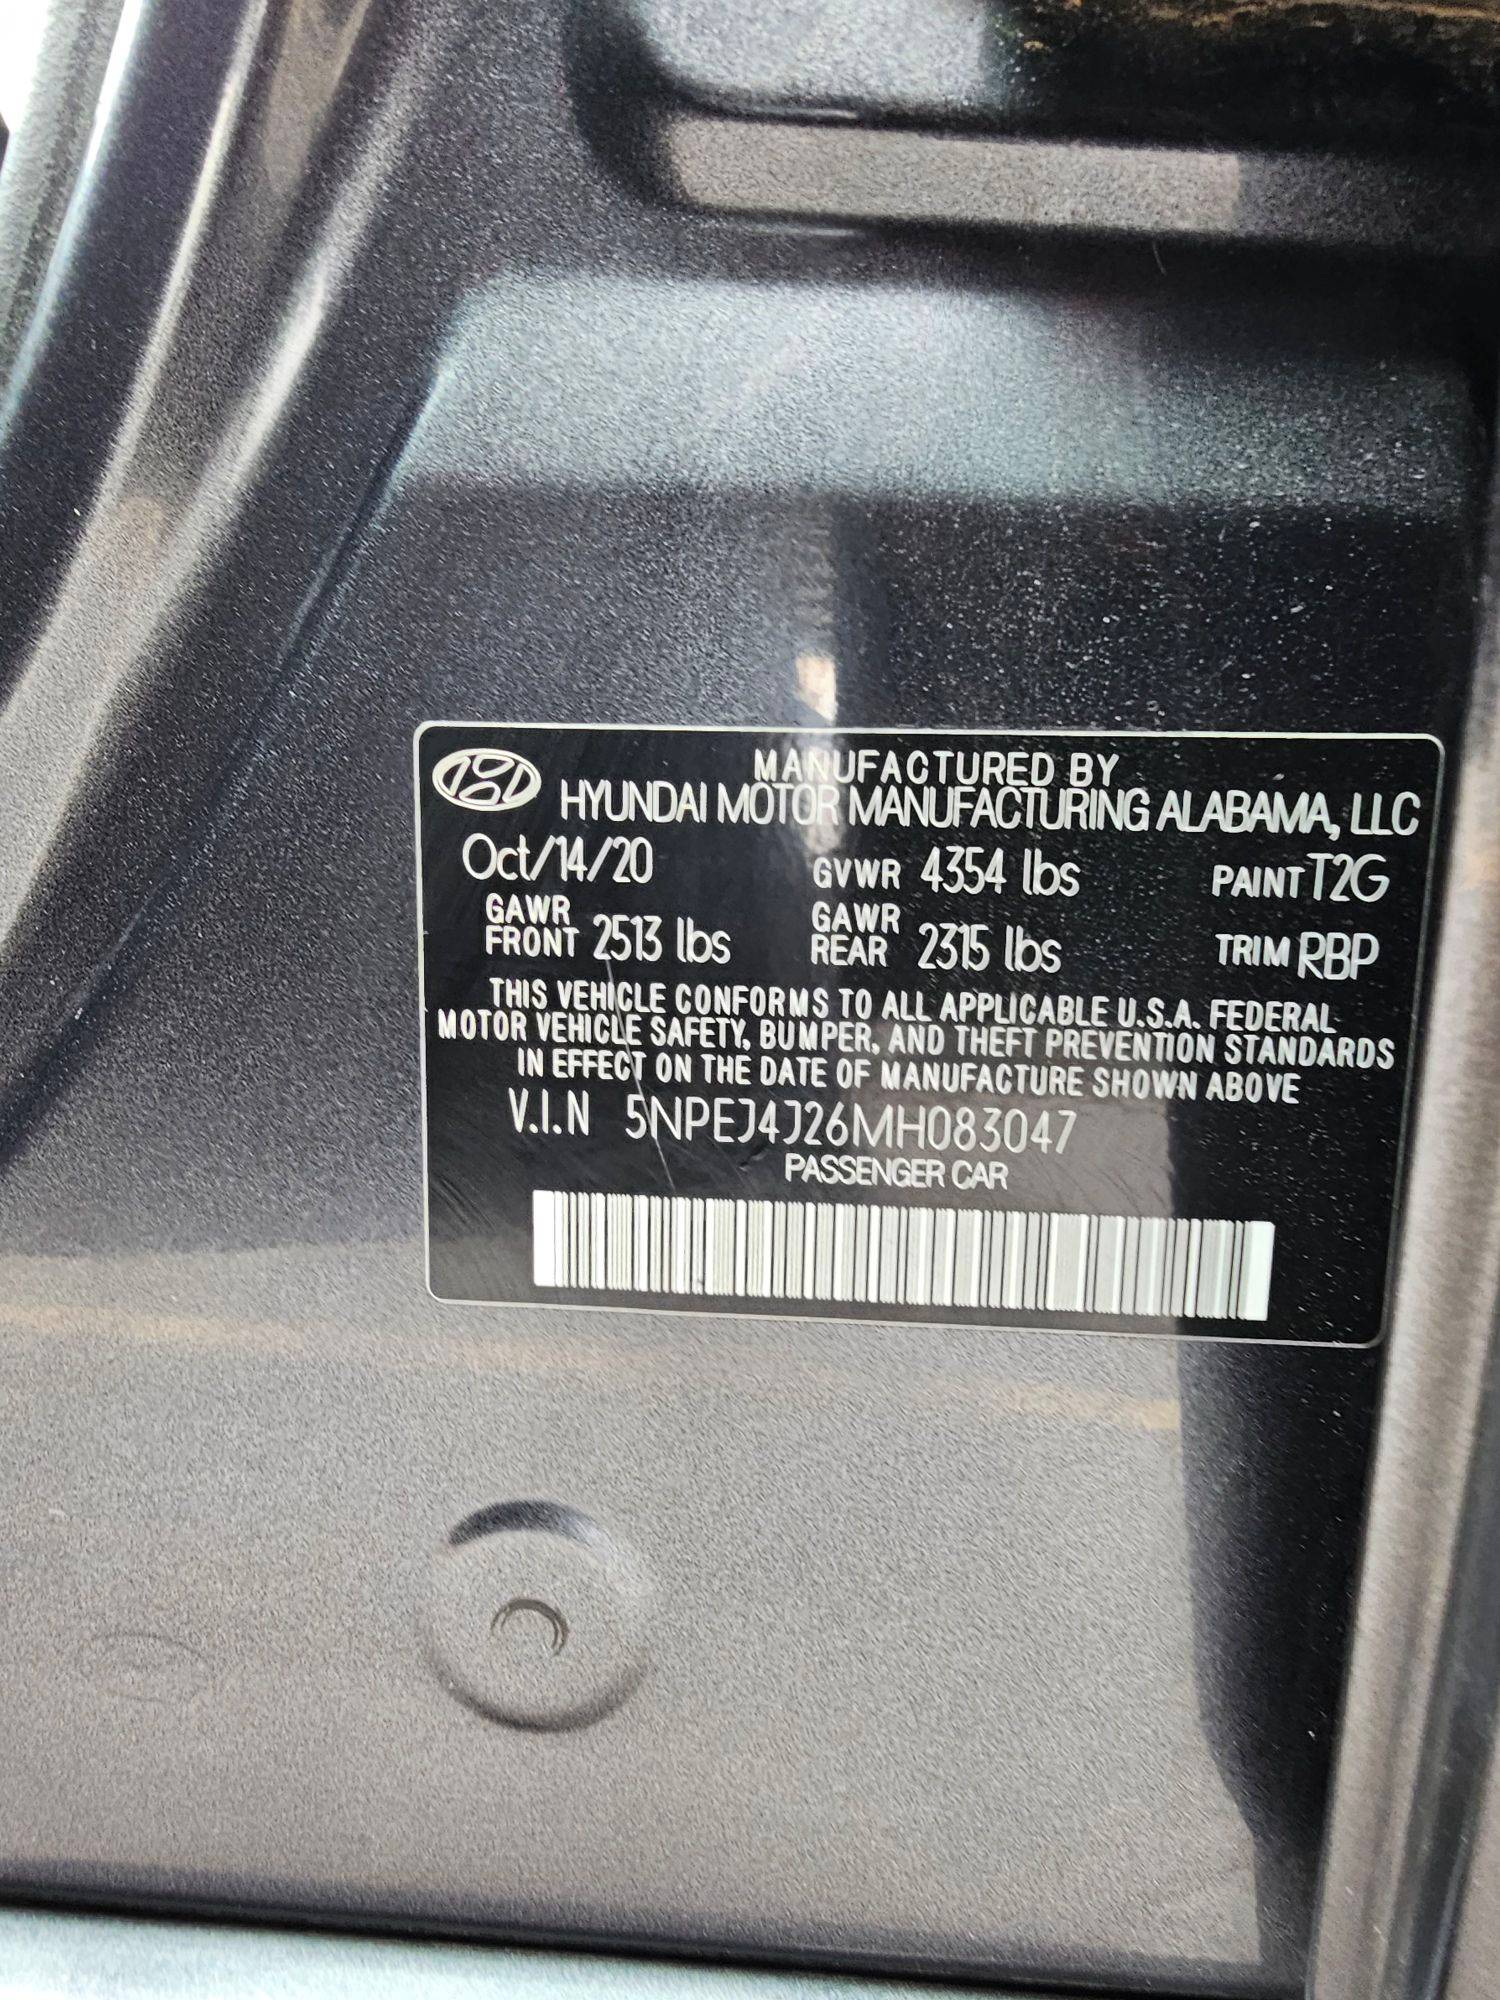 MANUFACTURED BY
HYUNDAI MOTOR MANUFACTURING ALABAMA, LLC
Oct/14/20 GVWR 4354 lbs PAINT T2G
GAWR FRONT 2513 lbs GAWR REAR 2315 lbs TRIM RBP
THIS VEHICLE CONFORMS TO ALL APPLICABLE U.S.A. FEDERAL
MOTOR VEHICLE SAFETY, BUMPER, AND THEFT PREVENTION STANDARDS
IN EFFECT ON THE DATE OF MANUFACTURE SHOWN ABOVE
V.I.N 5NPEJ4J26MH083047
PASSENGER CAR